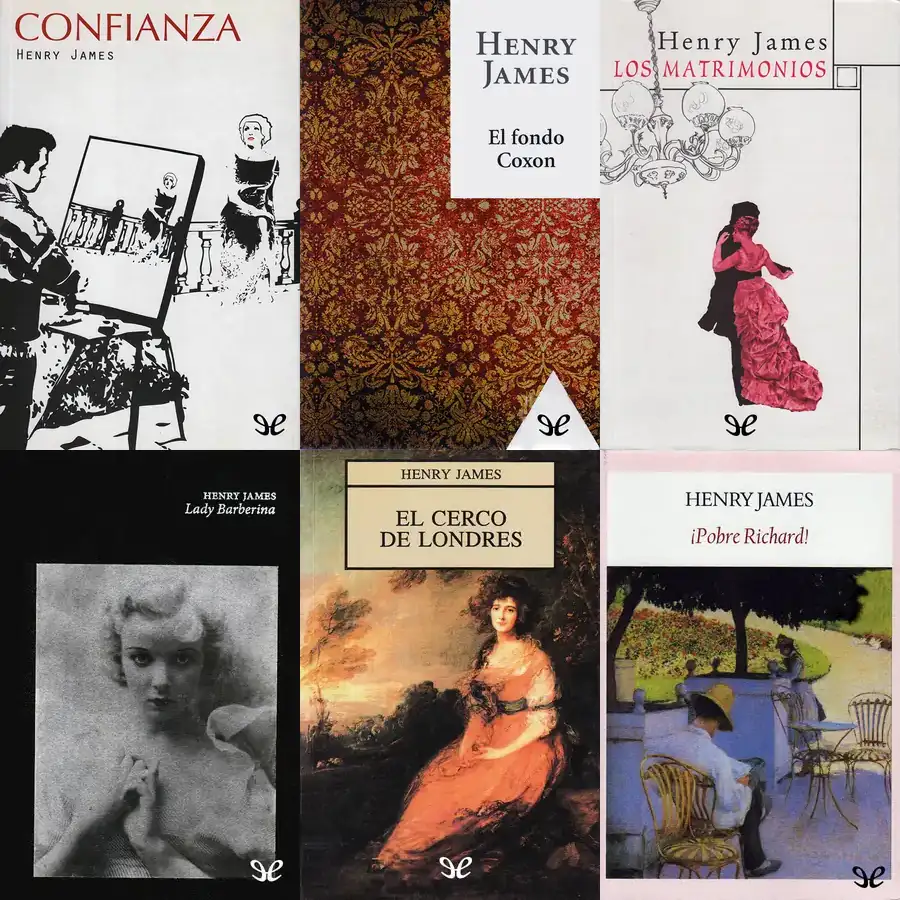 CONFIANZA
HENRY JAMES
HENRY
JAMES
El fondo
Coxon
Henry James
LOS MATRIMONIOS
HENRY JAMES
Lady Barberina
HENRY JAMES
EL CERCO
DE LONDRES
HENRY JAMES
¡Pobre Richard!